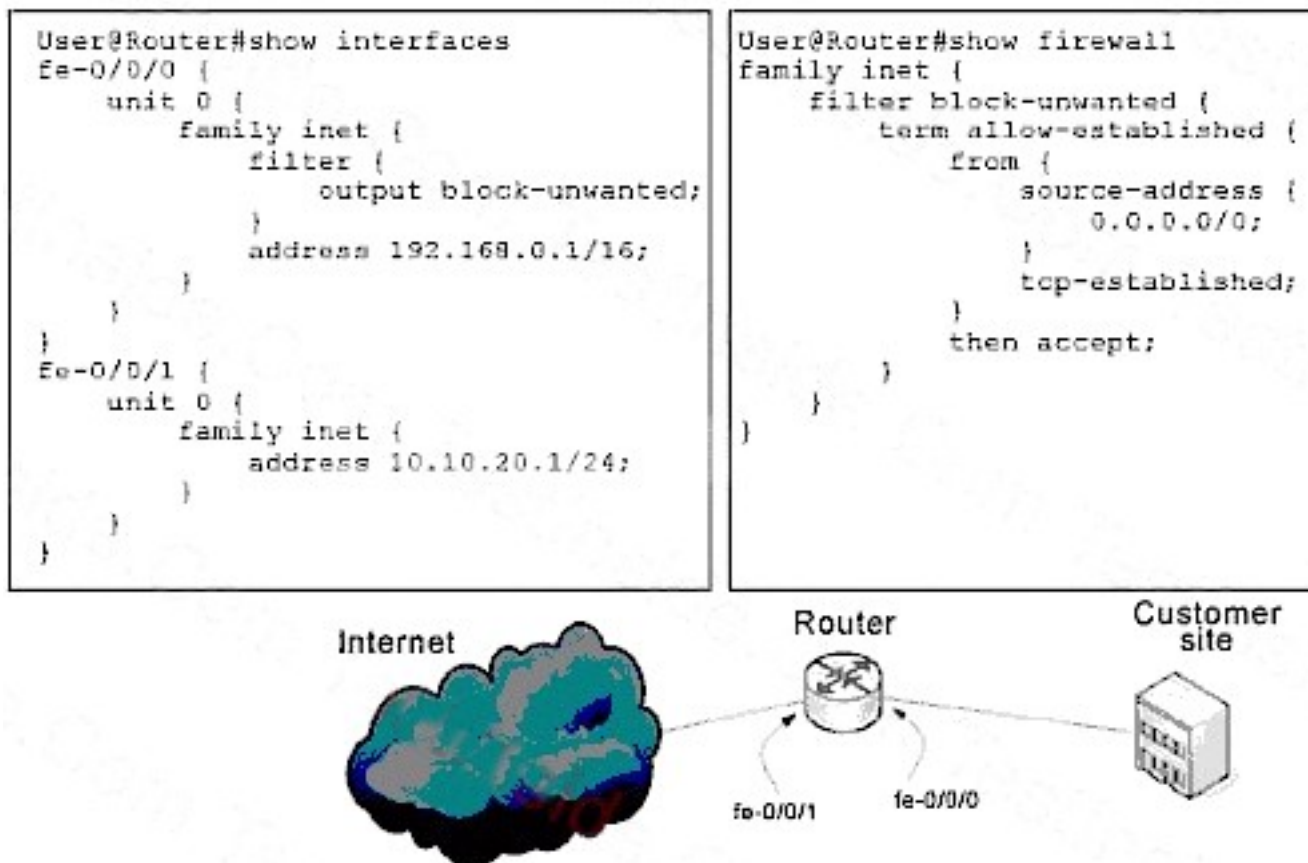 User@Router#show interfaces
fe-0/0/0 {
unit 0 {
family inet {
filter {
output block-unwanted;
}
address 192.168.0.1/16;
}
}
}
fe-0/0/1 {
unit 0 {
family inet {
address 10.10.20.1/24;
}
}
}
User@Router#show firewall
family inet {
filter block-unwanted {
term allow-established {
from {
source-address {
0.0.0.0/0;
}
tcp-established;
}
then accept;
}
}
}
Internet
Router
Customer
site
fe-0/0/1
fe-0/0/0